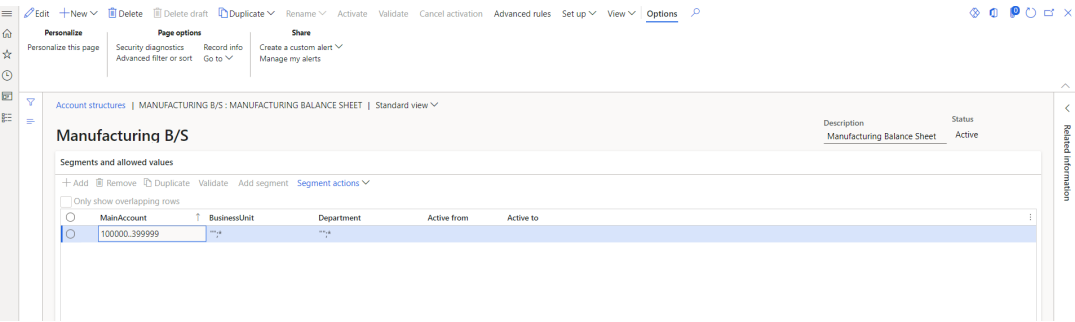 Edit New Delete Delete draft Duplicate Rename Activate Validate Cancel activation Advanced rules Set up View Options 0
Personalize Page options Share
Personalize this page Security diagnostics Record info Create a custom alert
Advanced filter or sort Go to Manage my alerts
Account structures | MANUFACTURING B/S : MANUFACTURING BALANCE SHEET | Standard view
Manufacturing B/S
Description Status
Manufacturing Balance Sheet Active
Related information
Segments and allowed values
Add Remove Duplicate Validate Add segment Segment actions
Only show overlapping rows
MainAccount BusinessUnit Department Active from Active to
100000..399999 "";* "";*